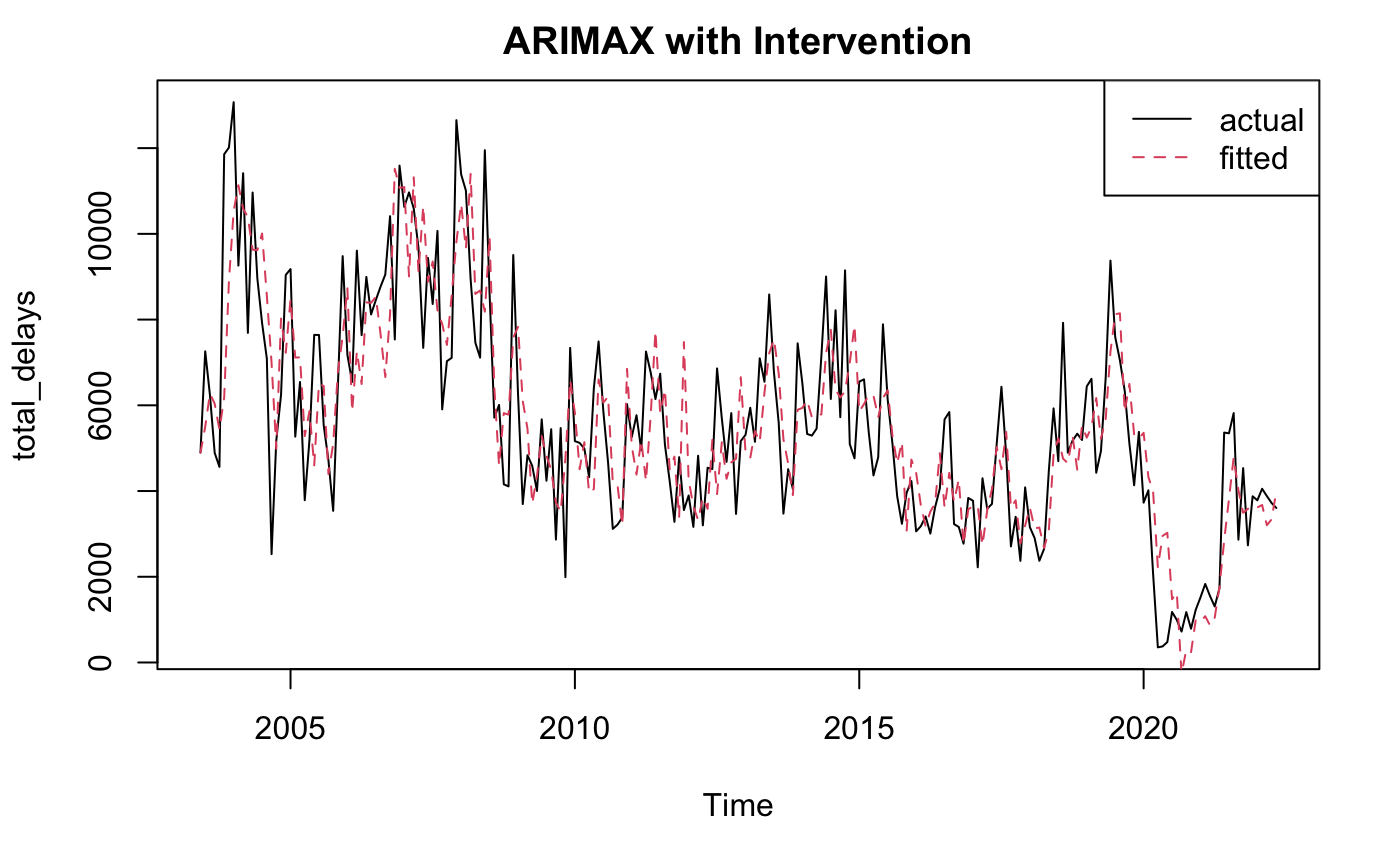 ARIMAX with Intervention
actual
fitted
total_delays
10000
6000
2000
0
2005 2010 2015 2020
Time